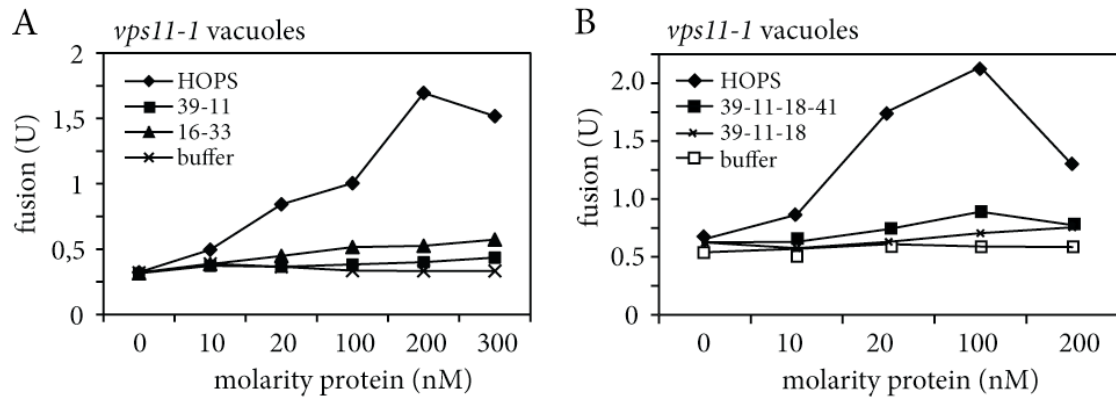 A
vps11-1 vacuoles
2
1,5
1
0,5
0
fusion (U)
HOPS
39-11
16-33
buffer
0 10 20 100 200 300
molarity protein (nM)
B
vps11-1 vacuoles
2.0
1.5
1.0
0.5
0
fusion (U)
HOPS
39-11-18-41
39-11-18
buffer
0 10 20 100 200
molarity protein (nM)